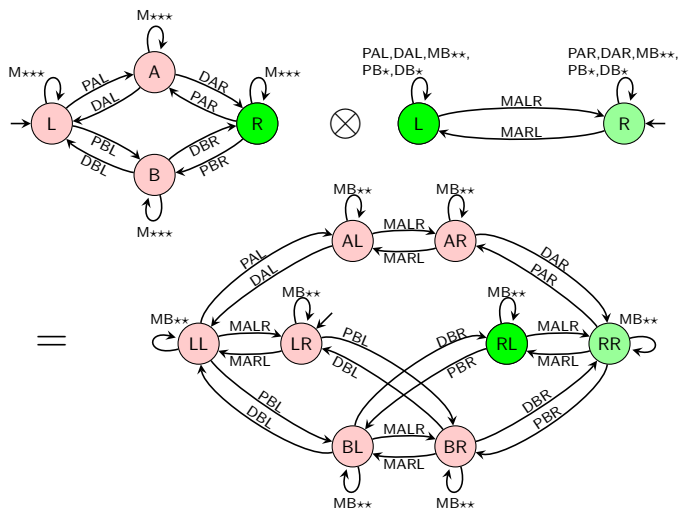 M⋆⋆⋆
PAL,DAL,MB⋆⋆,
PAR,DAR,MB⋆⋆,
PB⋆,DB⋆
PB⋆,DB⋆
M⋆⋆⋆
A
M⋆⋆⋆
PAL
DAR
DAL
PAR
MALR
L
R
⊗
L
R
PBL
DBR
MARL
DBL
PBR
B
M⋆⋆⋆
MB⋆⋆
MB⋆⋆
MALR
AL
AR
MARL
PAL
DAR
DAL
PAR
MB⋆⋆
MB⋆⋆
MB⋆⋆
MB⋆⋆
=
LL
MALR
MARL
LR
PBL
DBL
DBR
PBR
RL
MALR
MARL
RR
PBL
DBL
DBR
PBR
MALR
BL
BR
MARL
MB⋆⋆
MB⋆⋆